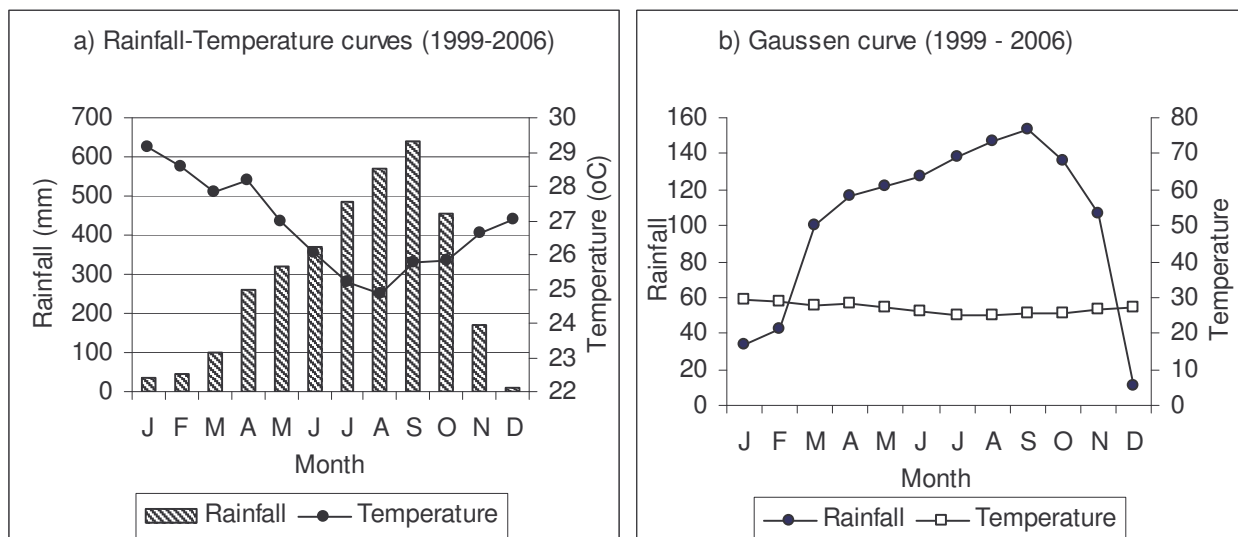 a) Rainfall-Temperature curves (1999-2006)
Rainfall (mm)
700
600
500
400
300
200
100
0
30
29
28
27
26
25
24
23
22
Temperature (oC)
J F M A M J J A S O N D
Month
Rainfall Temperature
b) Gaussen curve (1999 - 2006)
Rainfall
160
140
120
100
80
60
40
20
0
80
70
60
50
40
30
20
10
0
Temperature
J F M A M J J A S O N D
Month
Rainfall Temperature